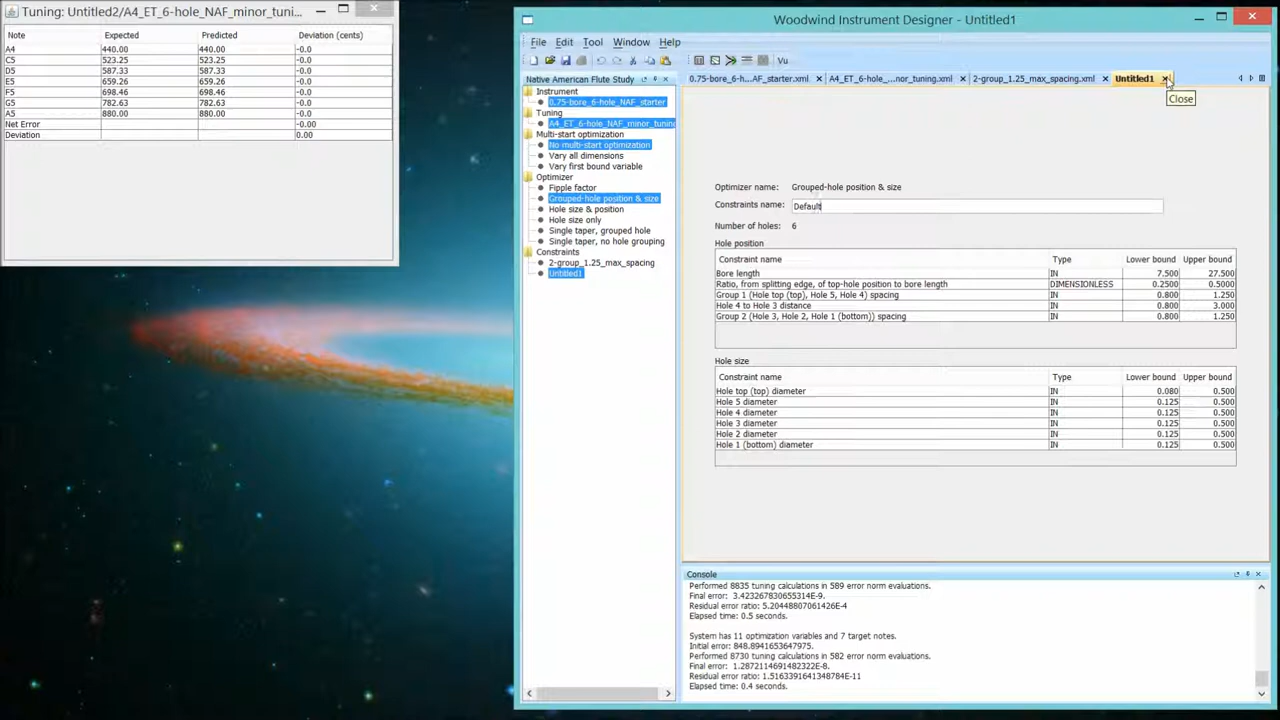 Tuning: Untitled2/A4_ET_6-hole_NAF_minor_tuni...
Note Expected Predicted Deviation (cents)
A4 440.00 440.00 -0.0
C5 523.25 523.25 -0.0
D5 587.33 587.33 -0.0
E5 659.26 659.26 -0.0
F5 698.46 698.46 -0.0
G5 782.63 782.63 -0.0
A5 880.00 880.00 -0.0
Net Error -0.00
Deviation 0.00
Woodwind Instrument Designer - Untitled1
File Edit Tool Window Help
Vu
Native American Flute Study
Instrument
0.75-bore_6-hole_NAF_starter
Tuning
A4_ET_6-hole_NAF_minor_tuning
Multi-start optimization
No multi-start optimization
Vary all dimensions
Vary first bound variable
Optimizer
Fipple factor
Grouped-hole position & size
Hole size & position
Hole size only
Single taper, grouped hole
Single taper, no hole grouping
Constraints
2-group_1.25_max_spacing
Untitled1
0.75-bore_6-h...AF_starter.xml A4_ET_6-hole_...nor_tuning.xml 2-group_1.25_max_spacing.xml Untitled1
Close
Optimizer name: Grouped-hole position & size
Constraints name: Default
Number of holes: 6
Hole position
Constraint name Type Lower bound Upper bound
Bore length IN 7.500 27.500
Ratio, from splitting edge, of top-hole position to bore length DIMENSIONLESS 0.2500 0.5000
Group 1 (Hole top (top), Hole 5, Hole 4) spacing IN 0.800 1.250
Hole 4 to Hole 3 distance IN 0.800 3.000
Group 2 (Hole 3, Hole 2, Hole 1 (bottom)) spacing IN 0.800 1.250
Hole size
Constraint name Type Lower bound Upper bound
Hole top (top) diameter IN 0.080 0.500
Hole 5 diameter IN 0.125 0.500
Hole 4 diameter IN 0.125 0.500
Hole 3 diameter IN 0.125 0.500
Hole 2 diameter IN 0.125 0.500
Hole 1 (bottom) diameter IN 0.125 0.500
Console
Performed 8835 tuning calculations in 589 error norm evaluations.
Final error: 3.423267830655314E-9.
Residual error ratio: 5.20448807061426E-4
Elapsed time: 0.5 seconds.
System has 11 optimization variables and 7 target notes.
Initial error: 848.8941653647975.
Performed 8730 tuning calculations in 582 error norm evaluations.
Final error: 1.2872114691482322E-8.
Residual error ratio: 1.5163391641348784E-11
Elapsed time: 0.4 seconds.